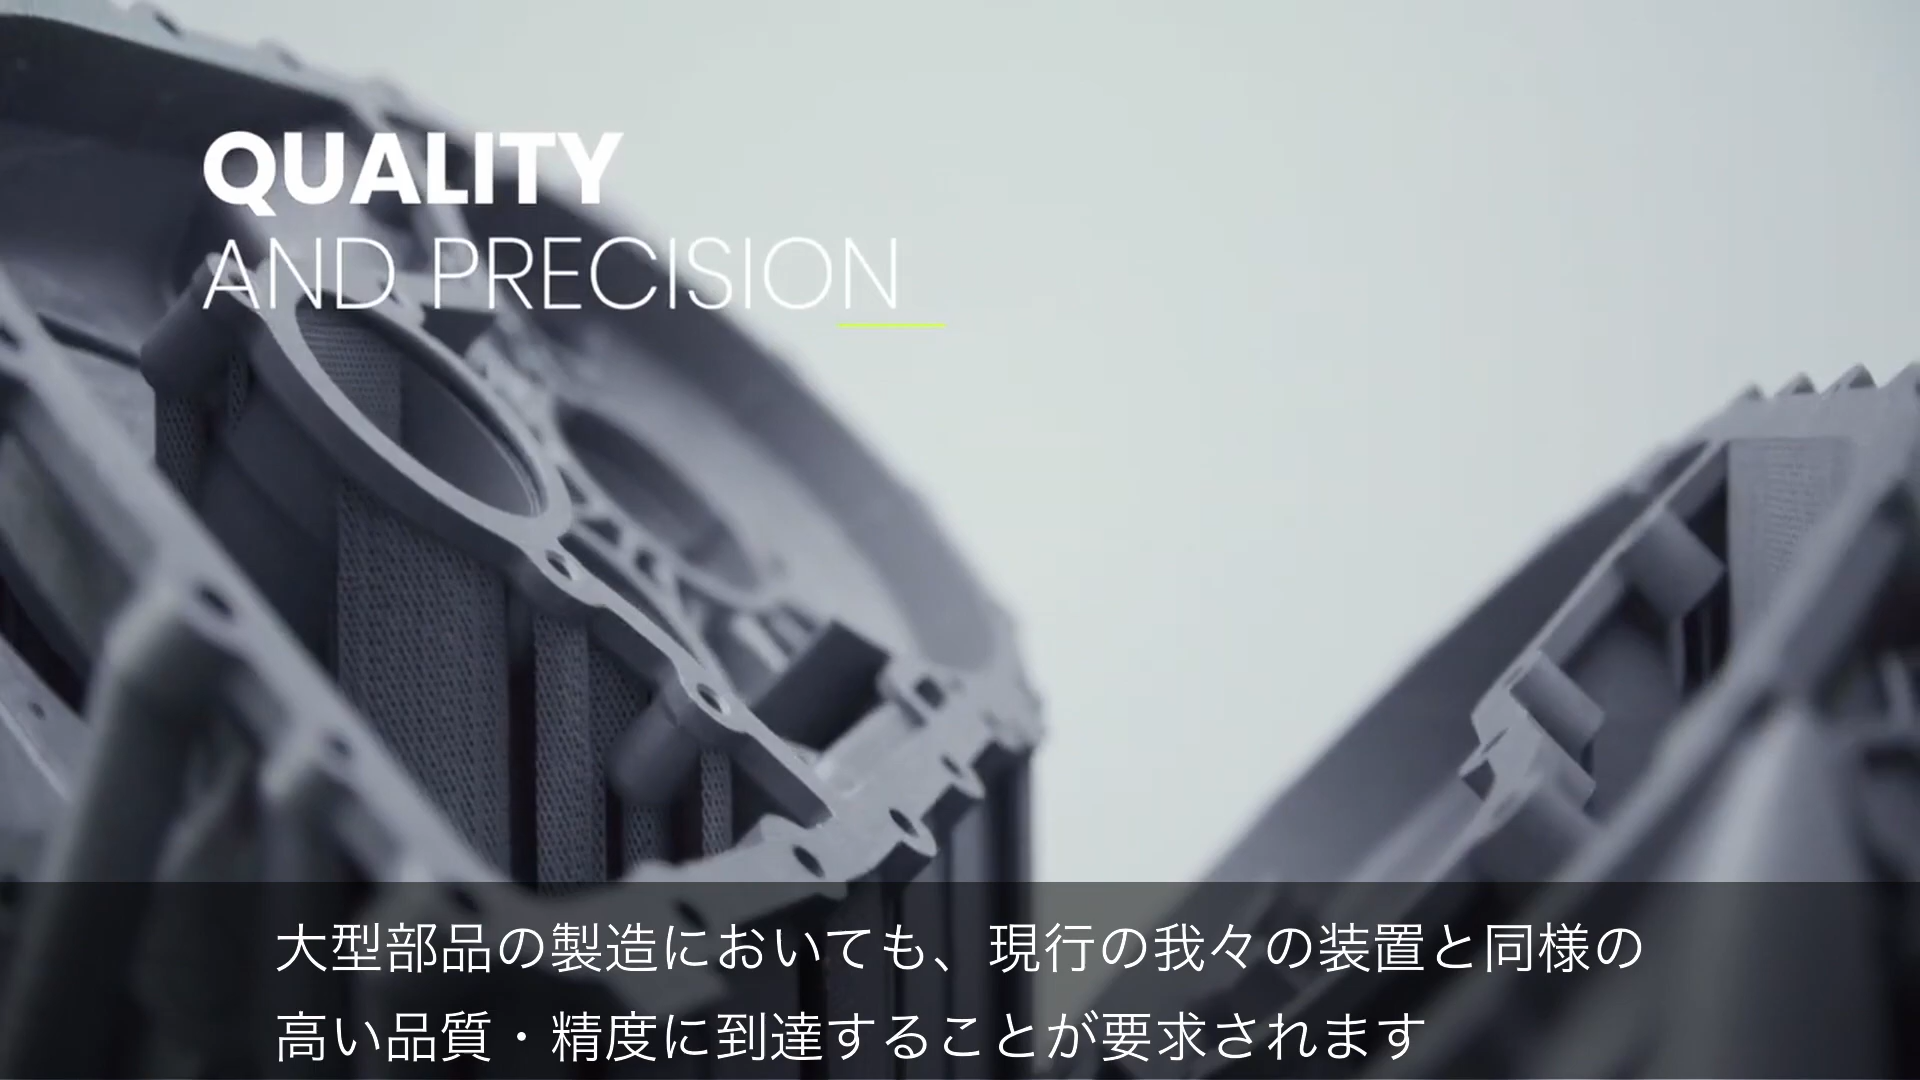 QUALITY
AND PRECISION
大型部品の製造においても、現行の我々の装置と同様の
高い品質・精度に到達することが要求されます